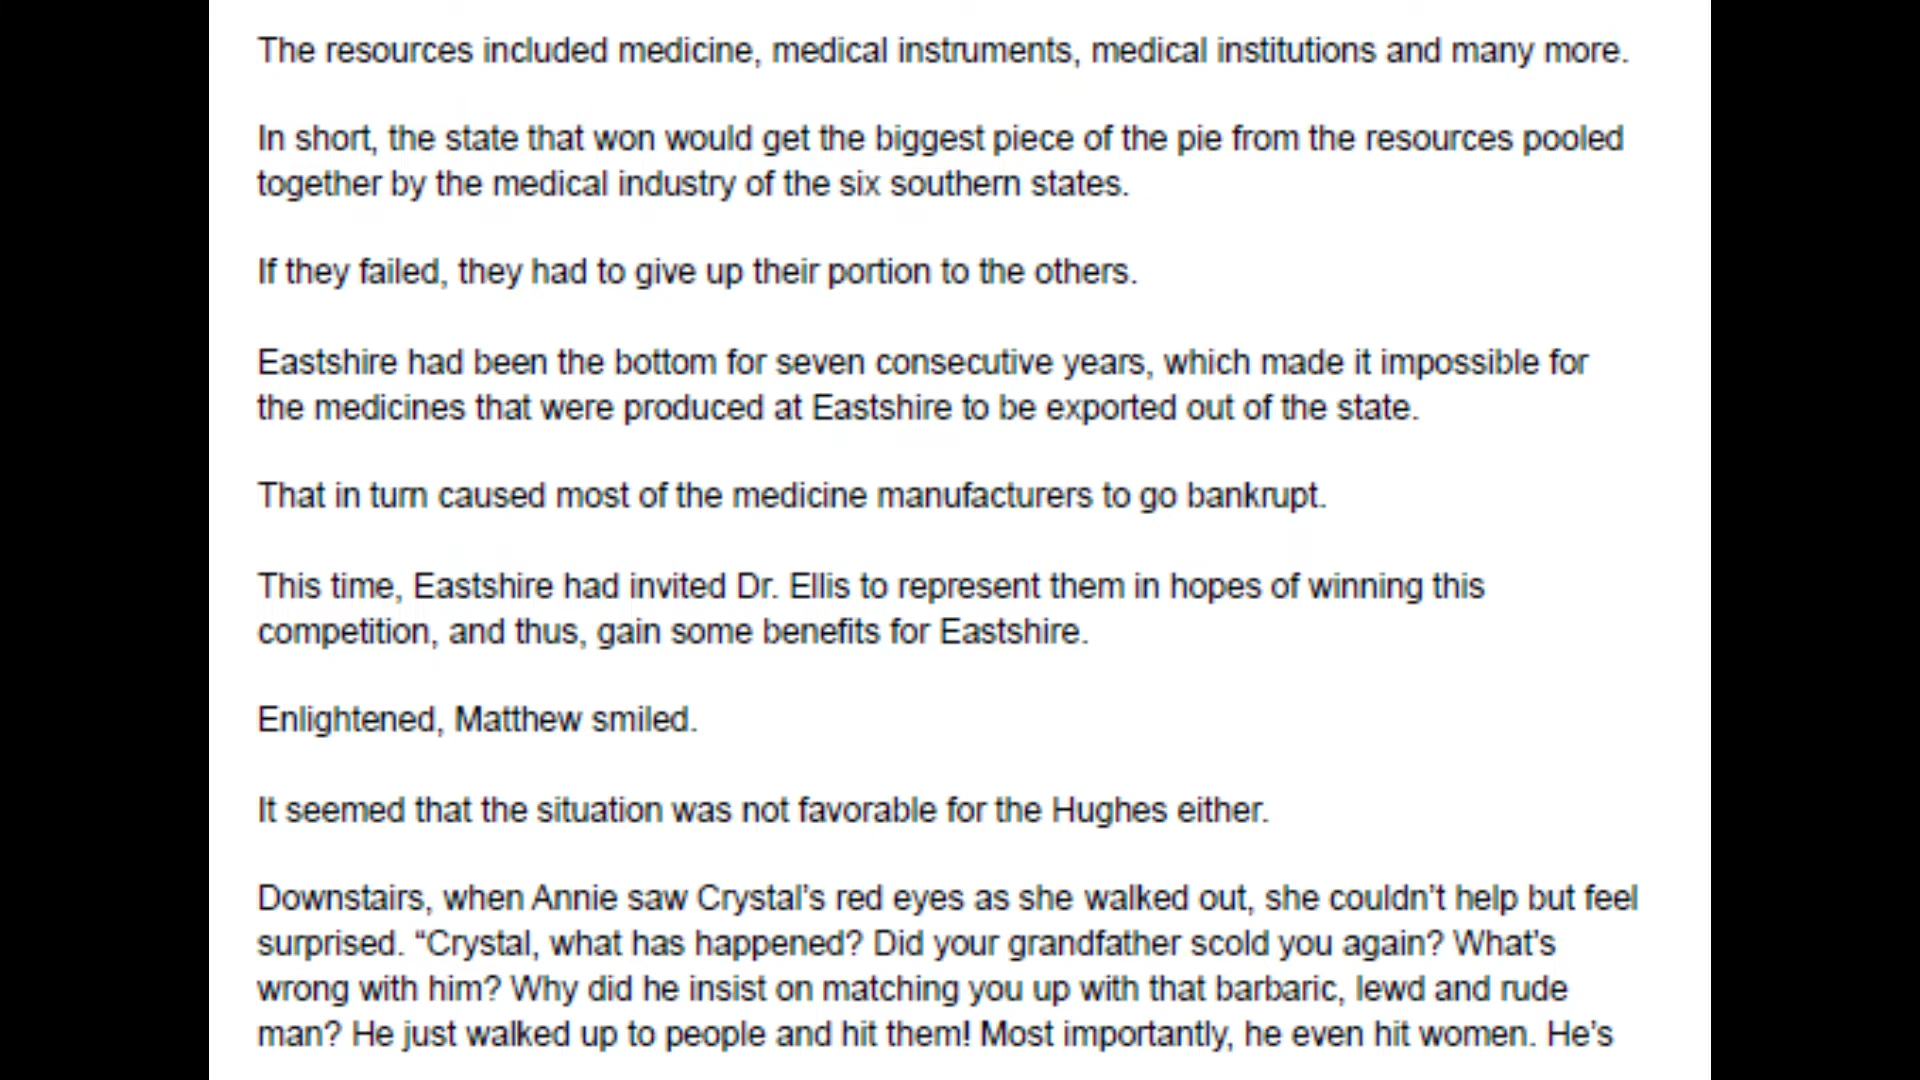 The resources included medicine, medical instruments, medical institutions and many more.
In short, the state that won would get the biggest piece of the pie from the resources pooled
together by the medical industry of the six southern states.
If they failed, they had to give up their portion to the others.
Eastshire had been the bottom for seven consecutive years, which made it impossible for
the medicines that were produced at Eastshire to be exported out of the state.
That in turn caused most of the medicine manufacturers to go bankrupt.
This time, Eastshire had invited Dr. Ellis to represent them in hopes of winning this
competition, and thus, gain some benefits for Eastshire.
Enlightened, Matthew smiled.
It seemed that the situation was not favorable for the Hughes either.
Downstairs, when Annie saw Crystal’s red eyes as she walked out, she couldn’t help but feel
surprised. “Crystal, what has happened? Did your grandfather scold you again? What’s
wrong with him? Why did he insist on matching you up with that barbaric, lewd and rude
man? He just walked up to people and hit them! Most importantly, he even hit women. He’s